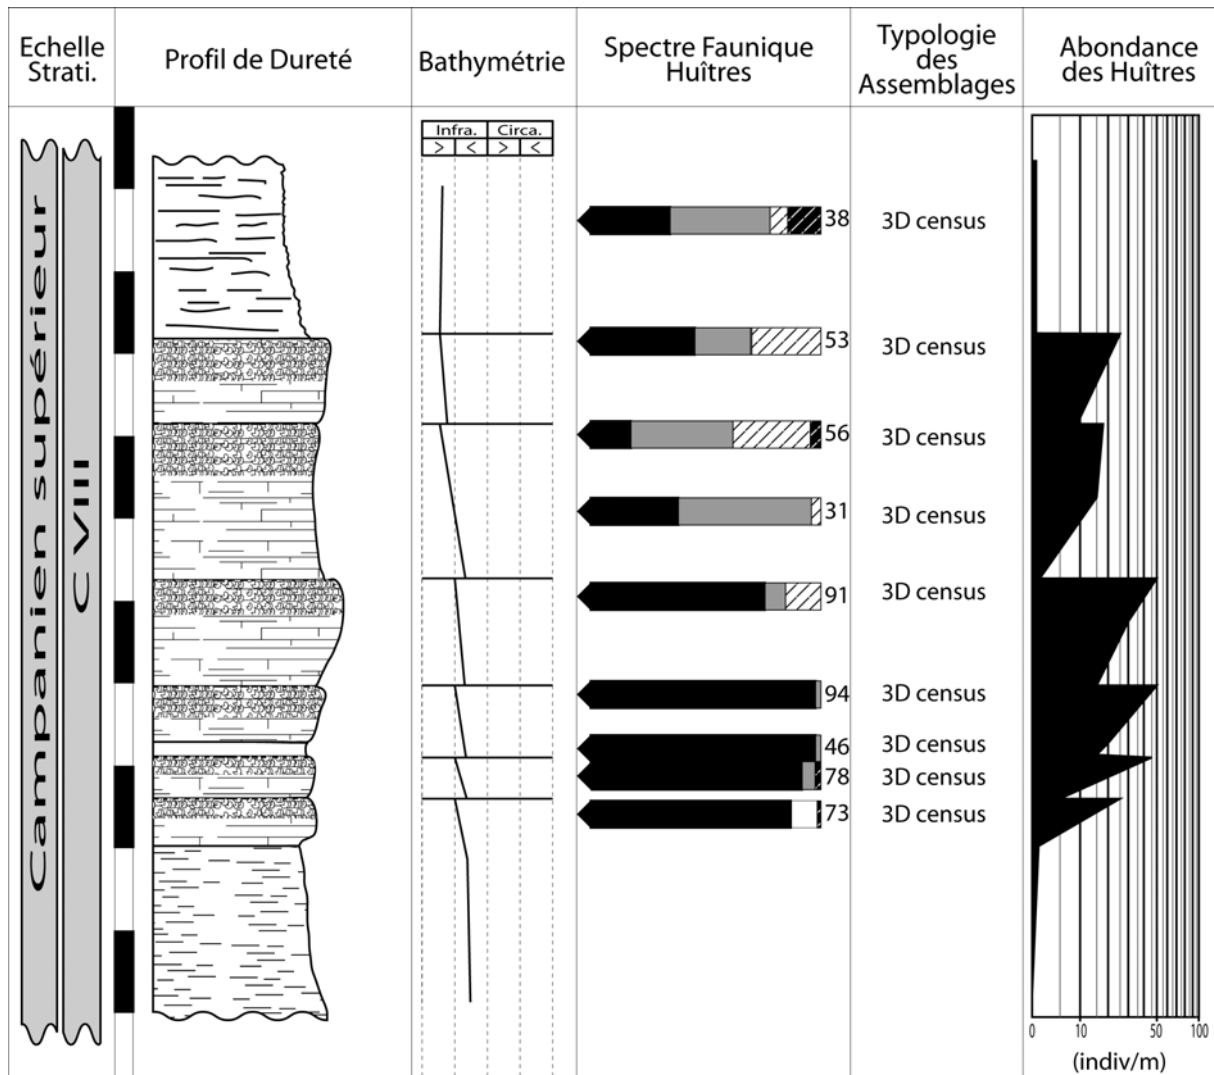 Echelle
Strati.
Profil de Dureté
Bathymétrie
Spectre Faunique
Huîtres
Typologie
des
Assemblages
Abondance
des Huîtres
Infra. Circa.
> < > <
Campanien supérieur
C VIII
38 3D census
53 3D census
56 3D census
31 3D census
91 3D census
94 3D census
46 3D census
78 3D census
73 3D census
0 10 50 100
(indiv/m)